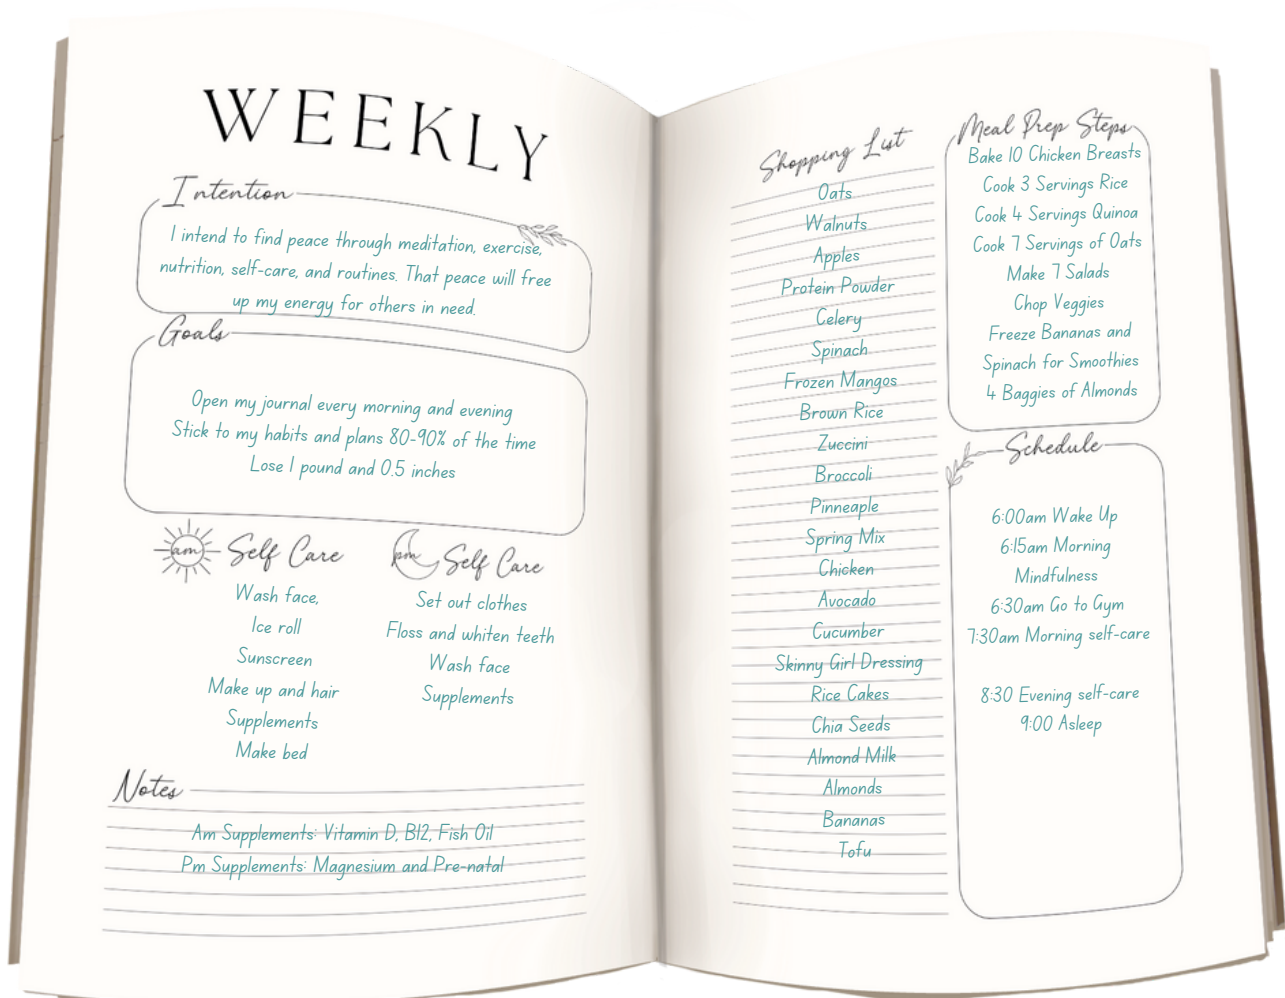 WEEKLY
Intention
I intend to find peace through meditation, exercise,
nutrition, self-care, and routines. That peace will free
up my energy for others in need.
Goals
Open my journal every morning and evening
Stick to my habits and plans 80-90% of the time
Lose 1 pound and 0.5 inches
am Self Care
Wash face,
Ice roll
Sunscreen
Make up and hair
Supplements
Make bed
pm Self Care
Set out clothes
Floss and whiten teeth
Wash face
Supplements
Notes
Am Supplements: Vitamin D, B12, Fish Oil
Pm Supplements: Magnesium and Pre-natal
Shopping List
Oats
Walnuts
Apples
Protein Powder
Celery
Spinach
Frozen Mangos
Brown Rice
Zuccini
Broccoli
Pinneaple
Spring Mix
Chicken
Avocado
Cucumber
Skinny Girl Dressing
Rice Cakes
Chia Seeds
Almond Milk
Almonds
Bananas
Tofu
Meal Prep Steps
Bake 10 Chicken Breasts
Cook 3 Servings Rice
Cook 4 Servings Quinoa
Cook 7 Servings of Oats
Make 7 Salads
Chop Veggies
Freeze Bananas and
Spinach for Smoothies
4 Baggies of Almonds
Schedule
6:00am Wake Up
6:15am Morning
Mindfulness
6:30am Go to Gym
7:30am Morning self-care
8:30 Evening self-care
9:00 Asleep